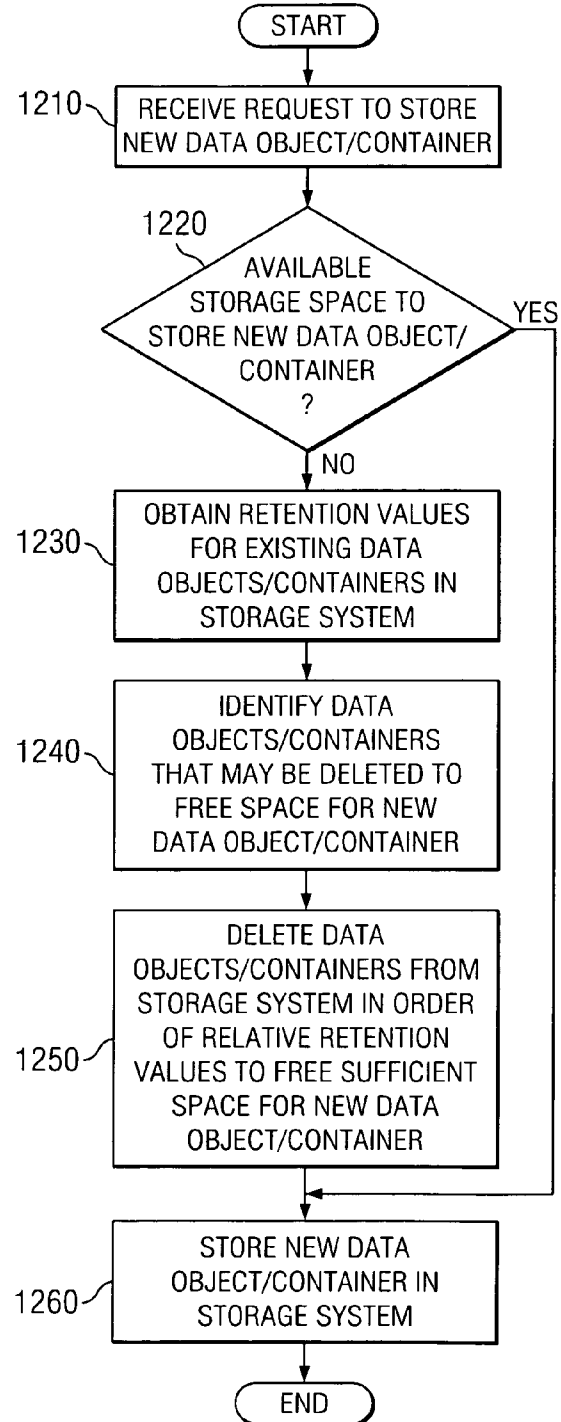 START
1210
RECEIVE REQUEST TO STORE
NEW DATA OBJECT/CONTAINER
1220
AVAILABLE
STORAGE SPACE TO
STORE NEW DATA OBJECT/
CONTAINER
?
YES
NO
1230
OBTAIN RETENTION VALUES
FOR EXISTING DATA
OBJECTS/CONTAINERS IN
STORAGE SYSTEM
1240
IDENTIFY DATA
OBJECTS/CONTAINERS
THAT MAY BE DELETED TO
FREE SPACE FOR NEW
DATA OBJECT/CONTAINER
1250
DELETE DATA
OBJECTS/CONTAINERS FROM
STORAGE SYSTEM IN ORDER
OF RELATIVE RETENTION
VALUES TO FREE SUFFICIENT
SPACE FOR NEW DATA
OBJECT/CONTAINER
1260
STORE NEW DATA
OBJECT/CONTAINER IN
STORAGE SYSTEM
END